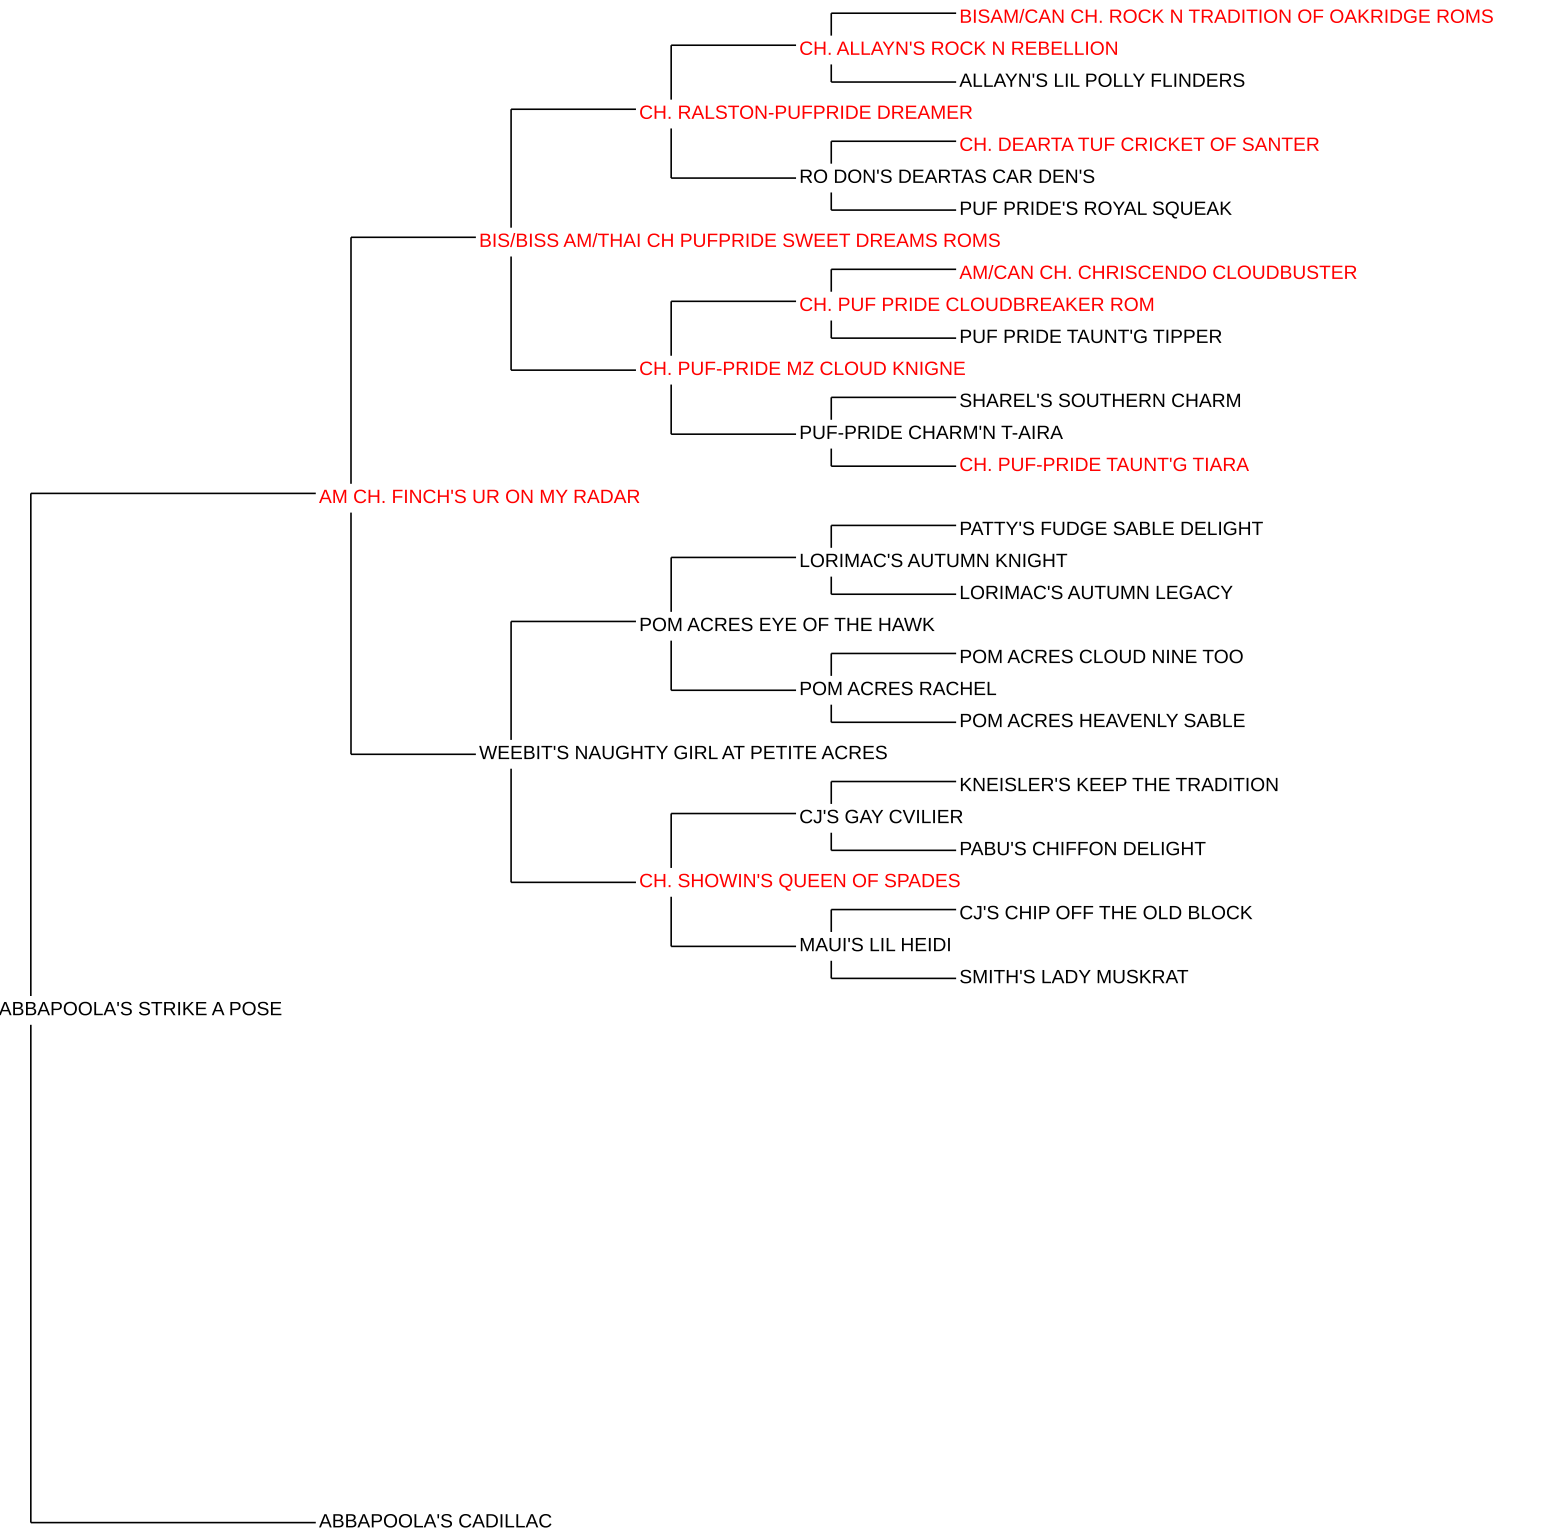 BISAM/CAN CH. ROCK N TRADITION OF OAKRIDGE ROMS
CH. ALLAYN'S ROCK N REBELLION
ALLAYN'S LIL POLLY FLINDERS
CH. RALSTON-PUFPRIDE DREAMER
CH. DEARTA TUF CRICKET OF SANTER
RO DON'S DEARTAS CAR DEN'S
PUF PRIDE'S ROYAL SQUEAK
BIS/BISS AM/THAI CH PUFPRIDE SWEET DREAMS ROMS
AM/CAN CH. CHRISCENDO CLOUDBUSTER
CH. PUF PRIDE CLOUDBREAKER ROM
PUF PRIDE TAUNT'G TIPPER
CH. PUF-PRIDE MZ CLOUD KNIGNE
SHAREL'S SOUTHERN CHARM
PUF-PRIDE CHARM'N T-AIRA
CH. PUF-PRIDE TAUNT'G TIARA
AM CH. FINCH'S UR ON MY RADAR
PATTY'S FUDGE SABLE DELIGHT
LORIMAC'S AUTUMN KNIGHT
LORIMAC'S AUTUMN LEGACY
POM ACRES EYE OF THE HAWK
POM ACRES CLOUD NINE TOO
POM ACRES RACHEL
POM ACRES HEAVENLY SABLE
WEEBIT'S NAUGHTY GIRL AT PETITE ACRES
KNEISLER'S KEEP THE TRADITION
CJ'S GAY CVILIER
PABU'S CHIFFON DELIGHT
CH. SHOWIN'S QUEEN OF SPADES
CJ'S CHIP OFF THE OLD BLOCK
MAUI'S LIL HEIDI
SMITH'S LADY MUSKRAT
ABBAPOOLA'S STRIKE A POSE
ABBAPOOLA'S CADILLAC